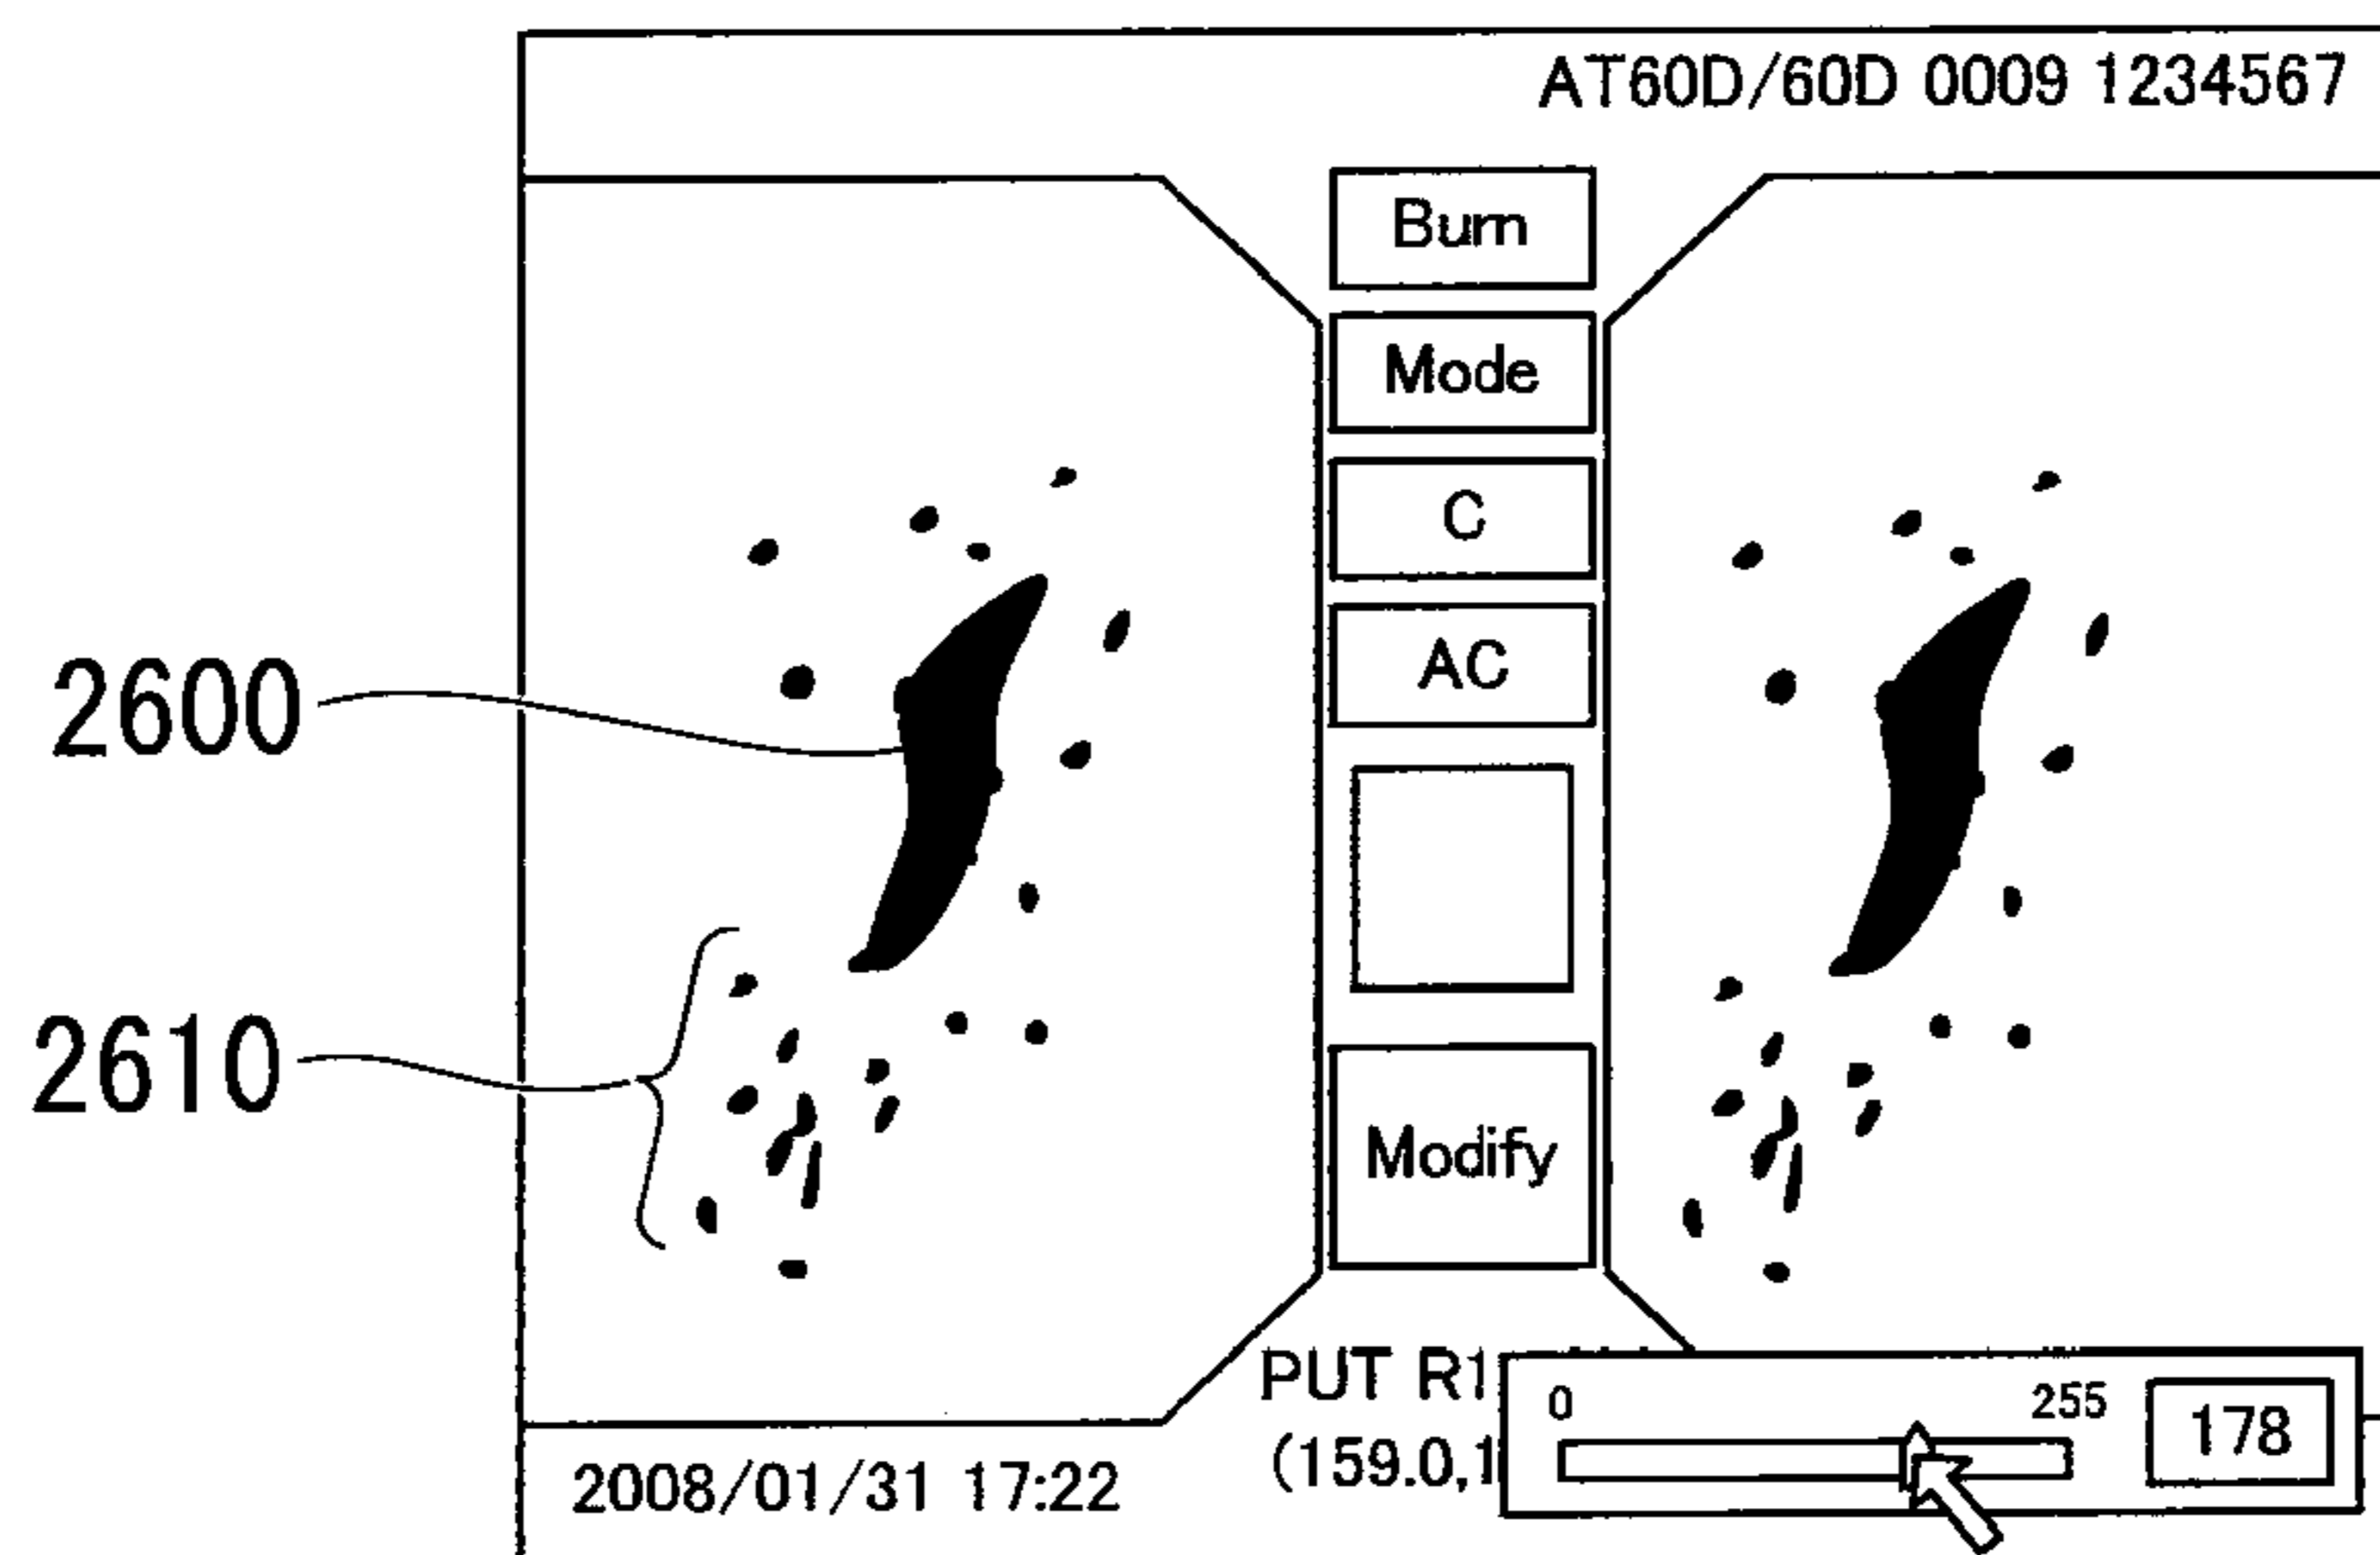 AT60D/60D 0009 1234567
Burn
Mode
C
AC
2600
2610
Modify
PUT R1
0
255
178
(159.0,1
2008/01/31 17:22